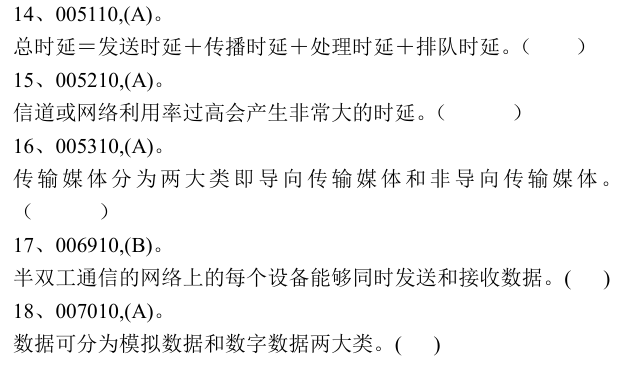 14、005110,(A)。
总时延＝发送时延＋传播时延＋处理时延＋排队时延。（　　）
15、005210,(A)。
信道或网络利用率过高会产生非常大的时延。（　　　）
16、005310,(A)。
传输媒体分为两大类即导向传输媒体和非导向传输媒体。
（　　　）
17、006910,(B)。
半双工通信的网络上的每个设备能够同时发送和接收数据。(　)
18、007010,(A)。
数据可分为模拟数据和数字数据两大类。(　)